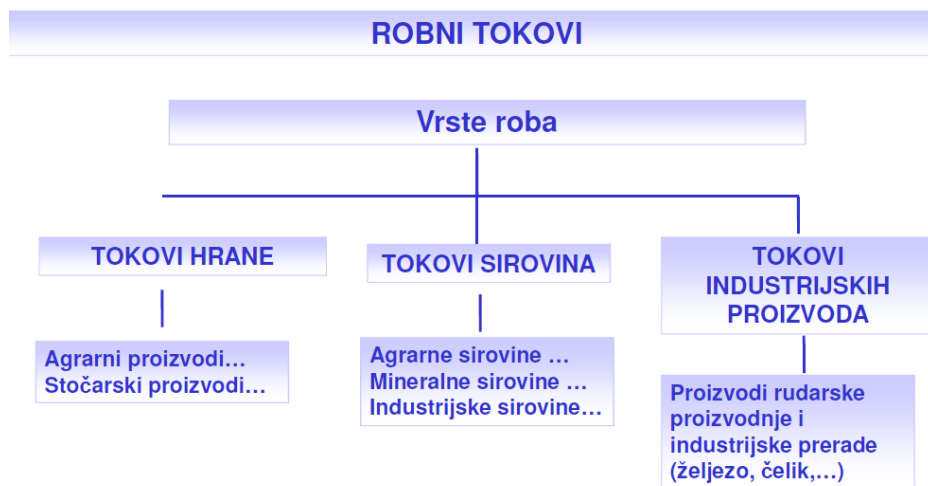 ROBNI TOKOVI
Vrste roba
TOKOVI HRANE
Agrarni proizvodi…
Stočarski proizvodi…
TOKOVI SIROVINA
Agrarne sirovine …
Mineralne sirovine …
Industrijske sirovine…
TOKOVI
INDUSTRIJSKIH
PROIZVODA
Proizvodi rudarske
proizvodnje i
industrijske prerade
(željezo, čelik,…)